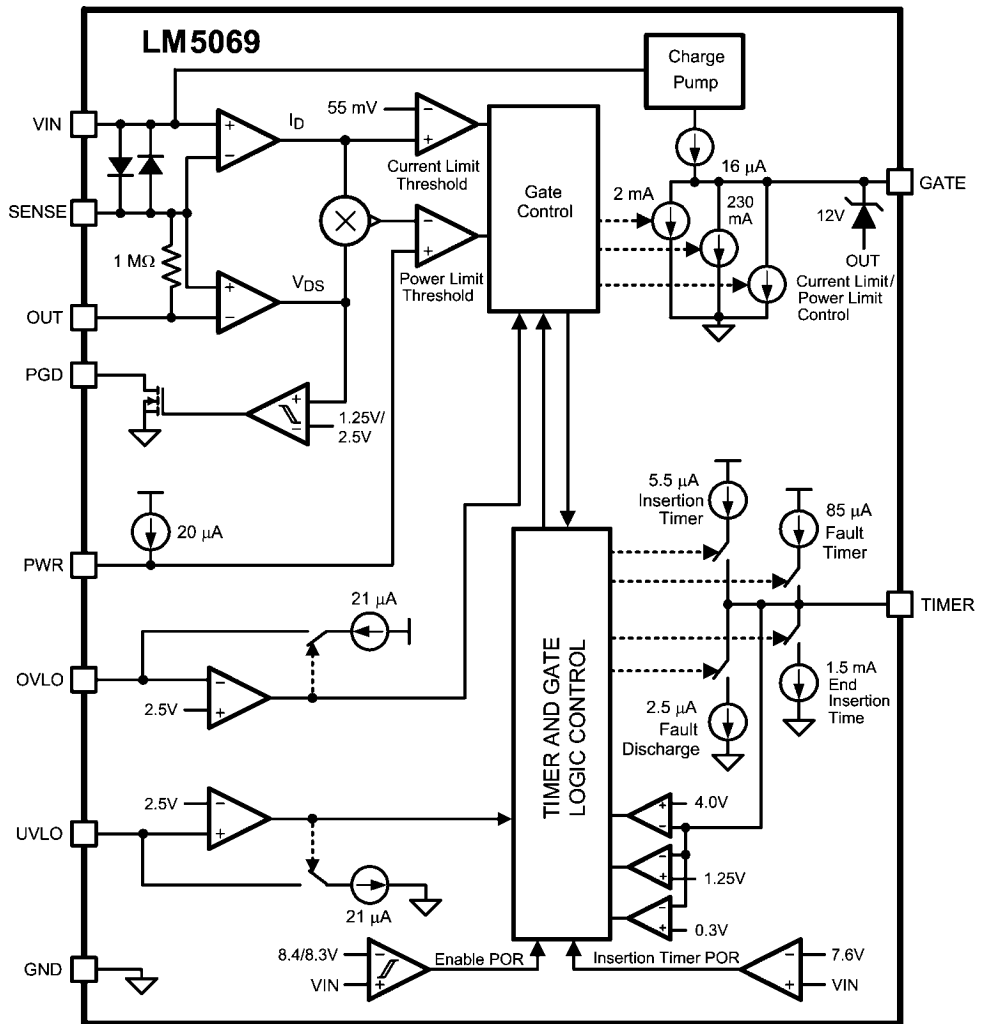 LM5069
Charge
Pump
VIN
+
−
I_D
55 mV
−
+
Current Limit
Threshold
Gate
Control
16 µA
GATE
2 mA
230
mA
12V
OUT
Current Limit/
Power Limit
Control
SENSE
1 MΩ
−
+
Power Limit
Threshold
+
−
V_DS
OUT
PGD
+
−
1.25V/
2.5V
20 µA
PWR
5.5 µA
Insertion
Timer
85 µA
Fault
Timer
TIMER
21 µA
OVLO
−
+
2.5V
TIMER AND GATE
LOGIC CONTROL
2.5 µA
Fault
Discharge
1.5 mA
End
Insertion
Time
2.5V
−
+
UVLO
21 µA
+
−
4.0V
−
+
1.25V
−
+
0.3V
GND
8.4/8.3V
VIN
−
+
Enable POR
Insertion Timer POR
−
+
7.6V
VIN